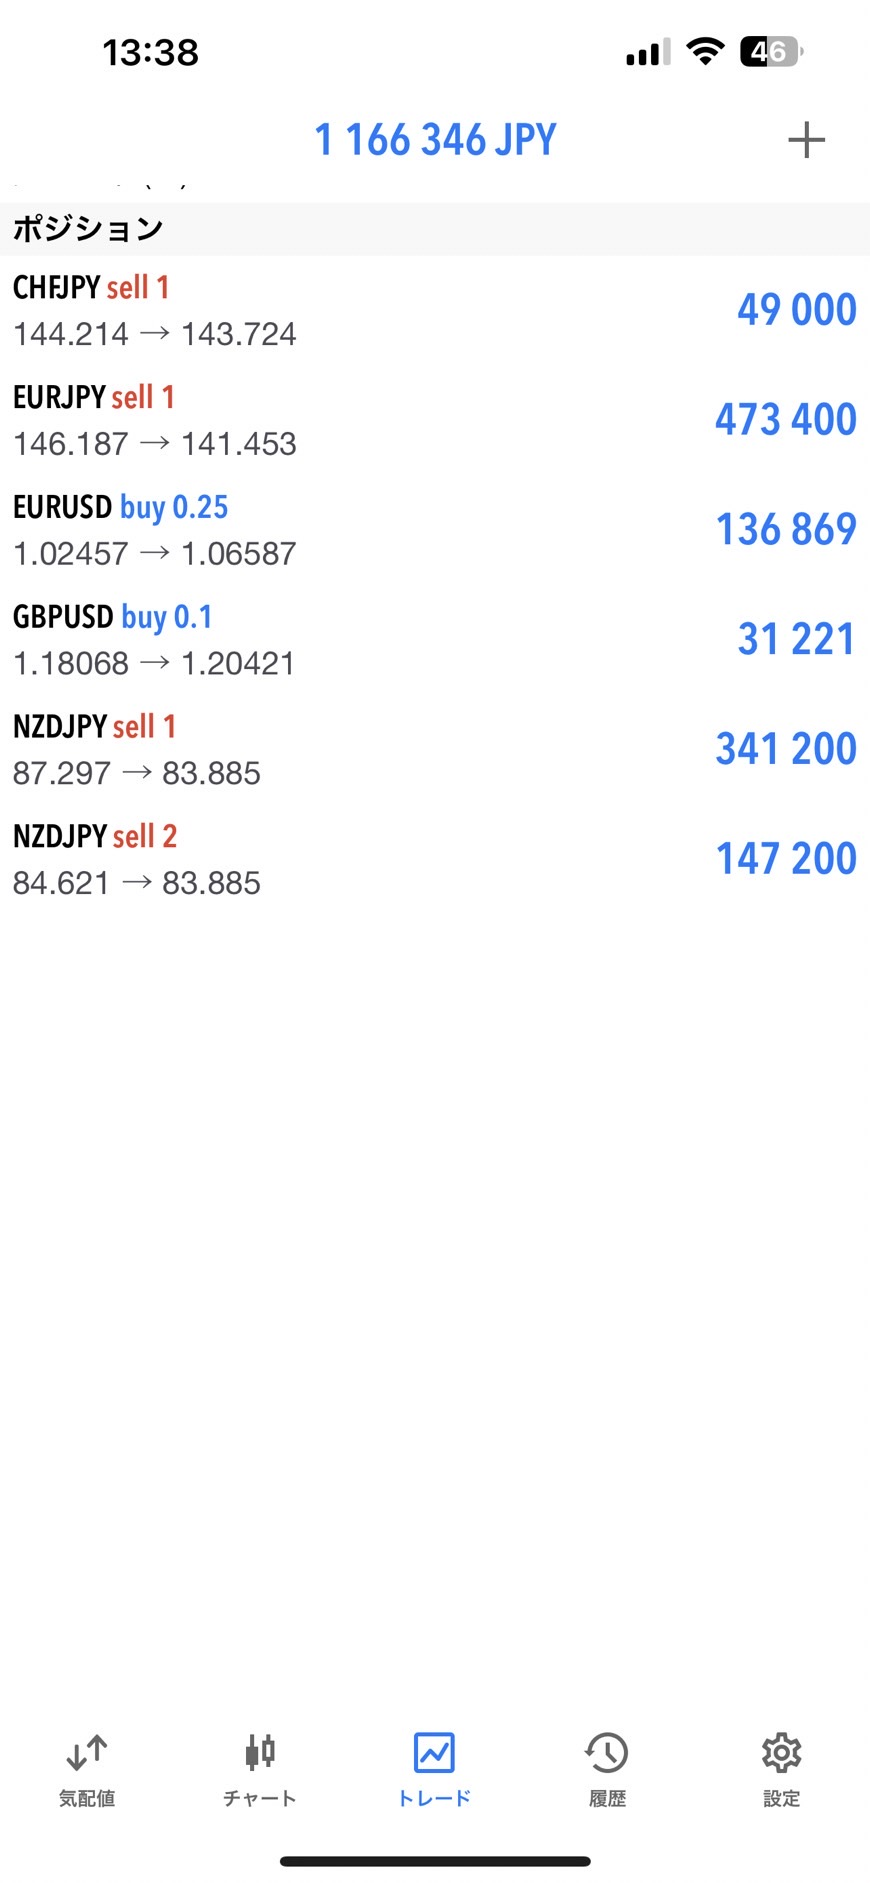 13:38
46
1 166 346 JPY
ポジション
CHFJPY sell 1
49 000
144.214 → 143.724
EURJPY sell 1
473 400
146.187 → 141.453
EURUSD buy 0.25
136 869
1.02457 → 1.06587
GBPUSD buy 0.1
31 221
1.18068 → 1.20421
NZDJPY sell 1
341 200
87.297 → 83.885
NZDJPY sell 2
147 200
84.621 → 83.885
気配値
チャート
トレード
履歴
設定